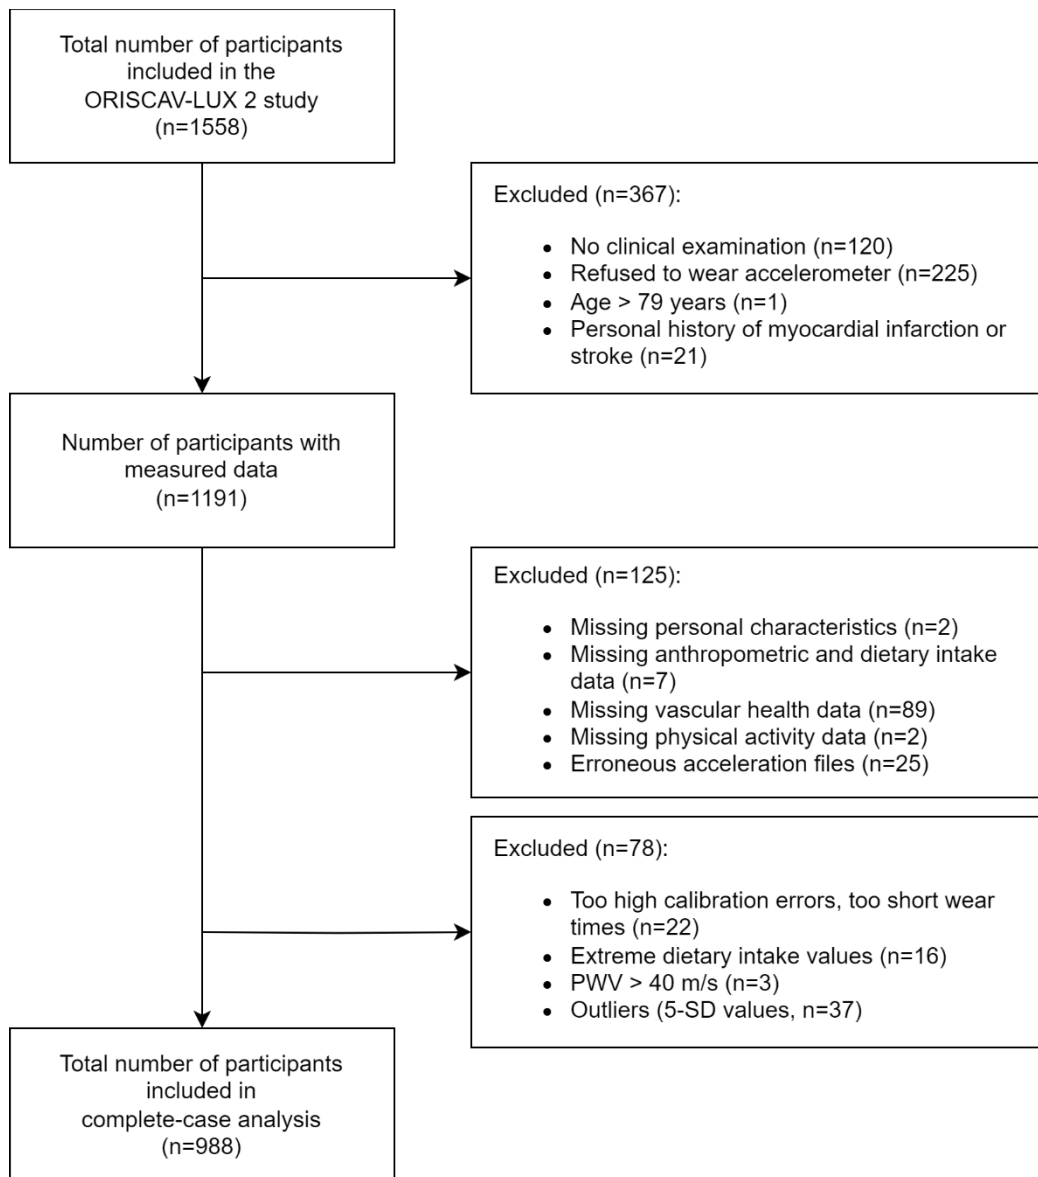 Total number of participants
included in the
ORISCAV-LUX 2 study
(n=1558)
Excluded (n=367):
• No clinical examination (n=120)
• Refused to wear accelerometer (n=225)
• Age > 79 years (n=1)
• Personal history of myocardial infarction or
stroke (n=21)
Number of participants with
measured data
(n=1191)
Excluded (n=125):
• Missing personal characteristics (n=2)
• Missing anthropometric and dietary intake
data (n=7)
• Missing vascular health data (n=89)
• Missing physical activity data (n=2)
• Erroneous acceleration files (n=25)
Excluded (n=78):
• Too high calibration errors, too short wear
times (n=22)
• Extreme dietary intake values (n=16)
• PWV > 40 m/s (n=3)
• Outliers (5-SD values, n=37)
Total number of participants
included in
complete-case analysis
(n=988)